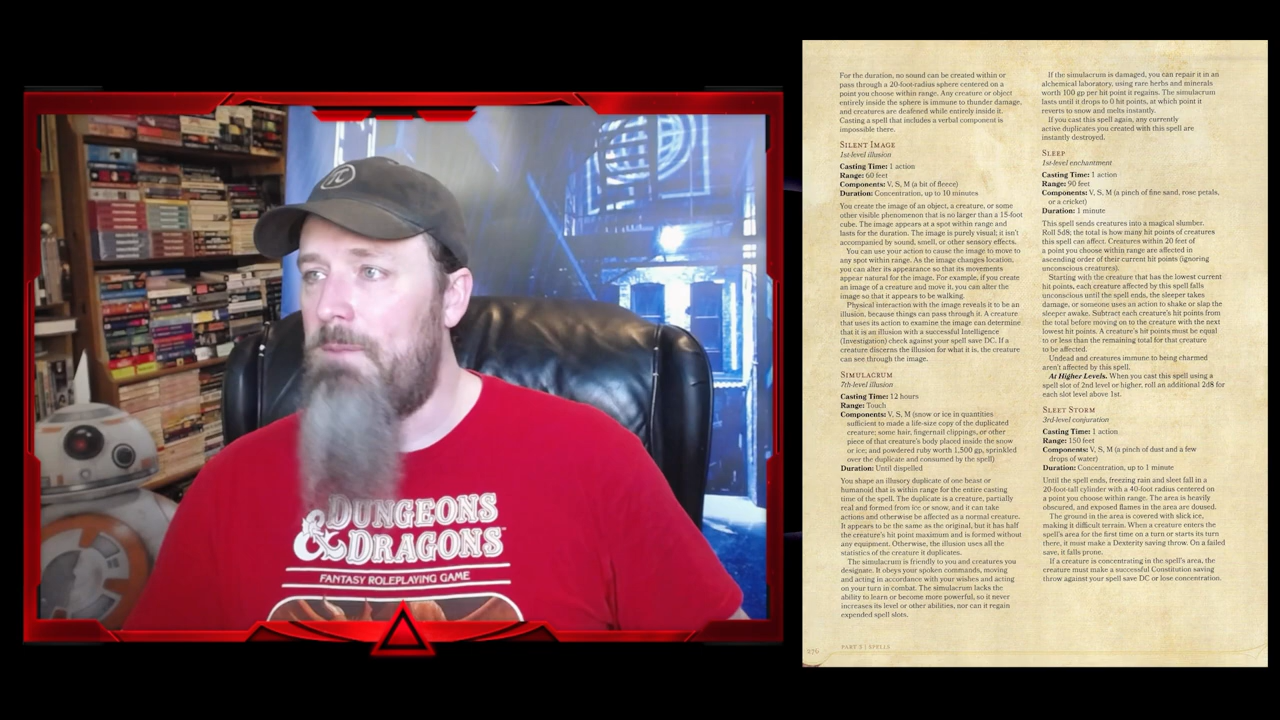 DUNGEONS
& DRAGONS™
FANTASY ROLEPLAYING GAME
For the duration, no sound can be created within or
pass through a 20-foot-radius sphere centered on a
point you choose within range. Any creature or object
entirely inside the sphere is immune to thunder damage,
and creatures are deafened while entirely inside it.
Casting a spell that includes a verbal component is
impossible there.
SILENT IMAGE
1st-level illusion
Casting Time: 1 action
Range: 60 feet
Components: V, S, M (a bit of fleece)
Duration: Concentration, up to 10 minutes
You create the image of an object, a creature, or some
other visible phenomenon that is no larger than a 15-foot
cube. The image appears at a spot within range and
lasts for the duration. The image is purely visual; it isn't
accompanied by sound, smell, or other sensory effects.
You can use your action to cause the image to move to
any spot within range. As the image changes location,
you can alter its appearance so that its movements
appear natural for the image. For example, if you create
an image of a creature and move it, you can alter the
image so that it appears to be walking.
Physical interaction with the image reveals it to be an
illusion, because things can pass through it. A creature
that uses its action to examine the image can determine
that it is an illusion with a successful Intelligence
(Investigation) check against your spell save DC. If a
creature discerns the illusion for what it is, the creature
can see through the image.
SIMULACRUM
7th-level illusion
Casting Time: 12 hours
Range: Touch
Components: V, S, M (snow or ice in quantities
sufficient to made a life-size copy of the duplicated
creature; some hair, fingernail clippings, or other
piece of that creature's body placed inside the snow
or ice; and powdered ruby worth 1,500 gp, sprinkled
over the duplicate and consumed by the spell)
Duration: Until dispelled
You shape an illusory duplicate of one beast or
humanoid that is within range for the entire casting
time of the spell. The duplicate is a creature, partially
real and formed from ice or snow, and it can take
actions and otherwise be affected as a normal creature.
It appears to be the same as the original, but it has half
the creature's hit point maximum and is formed without
any equipment. Otherwise, the illusion uses all the
statistics of the creature it duplicates.
The simulacrum is friendly to you and creatures you
designate. It obeys your spoken commands, moving
and acting in accordance with your wishes and acting
on your turn in combat. The simulacrum lacks the
ability to learn or become more powerful, so it never
increases its level or other abilities, nor can it regain
expended spell slots.
If the simulacrum is damaged, you can repair it in an
alchemical laboratory, using rare herbs and minerals
worth 100 gp per hit point it regains. The simulacrum
lasts until it drops to 0 hit points, at which point it
reverts to snow and melts instantly.
If you cast this spell again, any currently
active duplicates you created with this spell are
instantly destroyed.
SLEEP
1st-level enchantment
Casting Time: 1 action
Range: 90 feet
Components: V, S, M (a pinch of fine sand, rose petals,
or a cricket)
Duration: 1 minute
This spell sends creatures into a magical slumber.
Roll 5d8; the total is how many hit points of creatures
this spell can affect. Creatures within 20 feet of
a point you choose within range are affected in
ascending order of their current hit points (ignoring
unconscious creatures).
Starting with the creature that has the lowest current
hit points, each creature affected by this spell falls
unconscious until the spell ends, the sleeper takes
damage, or someone uses an action to shake or slap the
sleeper awake. Subtract each creature's hit points from
the total before moving on to the creature with the next
lowest hit points. A creature's hit points must be equal
to or less than the remaining total for that creature
to be affected.
Undead and creatures immune to being charmed
aren't affected by this spell.
At Higher Levels. When you cast this spell using a
spell slot of 2nd level or higher, roll an additional 2d8 for
each slot level above 1st.
SLEET STORM
3rd-level conjuration
Casting Time: 1 action
Range: 150 feet
Components: V, S, M (a pinch of dust and a few
drops of water)
Duration: Concentration, up to 1 minute
Until the spell ends, freezing rain and sleet fall in a
20-foot-tall cylinder with a 40-foot radius centered on
a point you choose within range. The area is heavily
obscured, and exposed flames in the area are doused.
The ground in the area is covered with slick ice,
making it difficult terrain. When a creature enters the
spell's area for the first time on a turn or starts its turn
there, it must make a Dexterity saving throw. On a failed
save, it falls prone.
If a creature is concentrating in the spell's area, the
creature must make a successful Constitution saving
throw against your spell save DC or lose concentration.
276
PART 3 | SPELLS